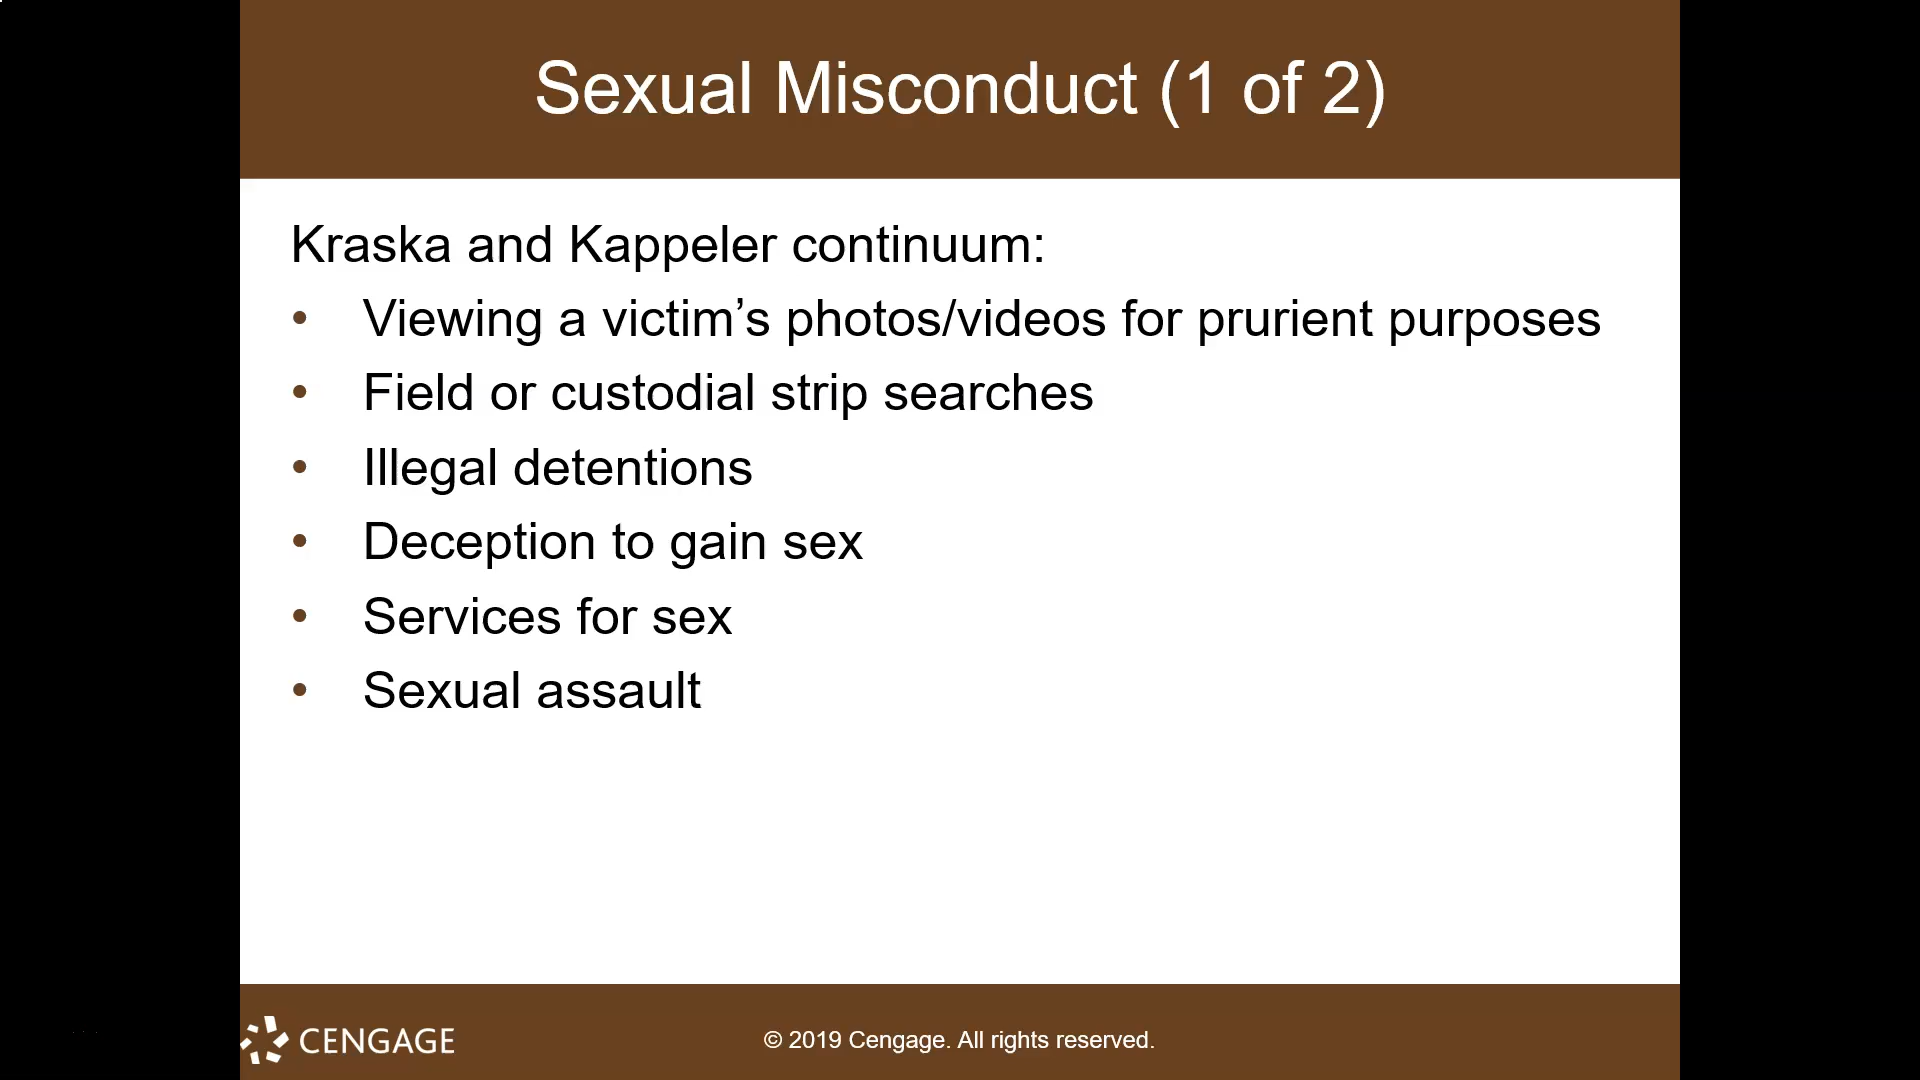 Sexual Misconduct (1 of 2)
Kraska and Kappeler continuum:
• Viewing a victim’s photos/videos for prurient purposes
• Field or custodial strip searches
• Illegal detentions
• Deception to gain sex
• Services for sex
• Sexual assault
CENGAGE
© 2019 Cengage. All rights reserved.